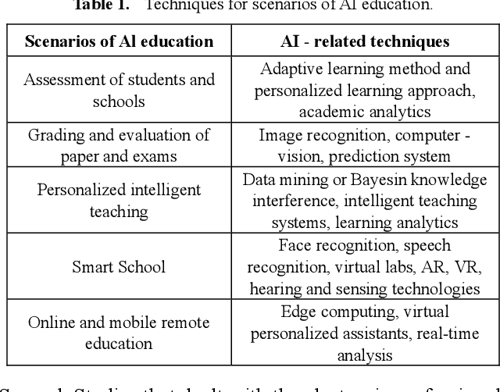 Table 1. Techniques for scenarios of AI education.
Scenarios of Al education
AI - related techniques
Assessment of students and
schools
Adaptive learning method and
personalized learning approach,
academic analytics
Grading and evaluation of
paper and exams
Image recognition, computer -
vision, prediction system
Personalized intelligent
teaching
Data mining or Bayesin knowledge
interference, intelligent teaching
systems, learning analytics
Smart School
Face recognition, speech
recognition, virtual labs, AR, VR,
hearing and sensing technologies
Online and mobile remote
education
Edge computing, virtual
personalized assistants, real-time
analysis